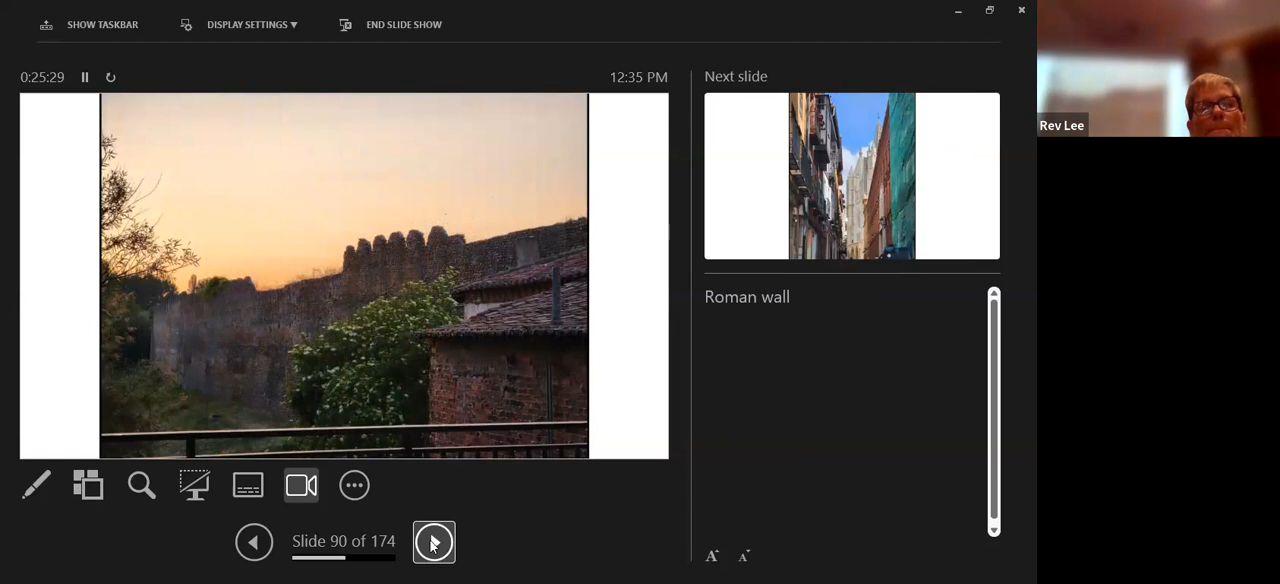 SHOW TASKBAR
DISPLAY SETTINGS ▼
END SLIDE SHOW
0:25:29
12:35 PM
Next slide
Rev Lee
Roman wall
Slide 90 of 174
A A